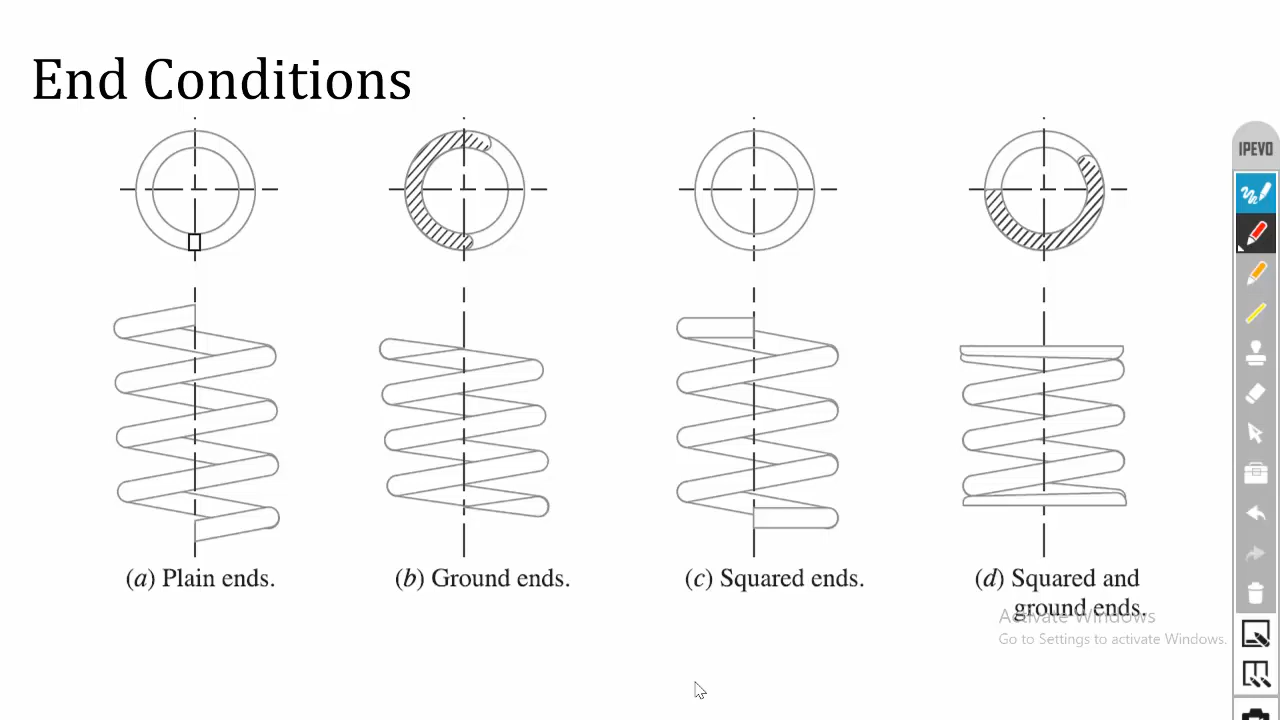 End Conditions
IPEVO
(a) Plain ends.
(b) Ground ends.
(c) Squared ends.
(d) Squared and
ground ends.
Activate Windows
Go to Settings to activate Windows.